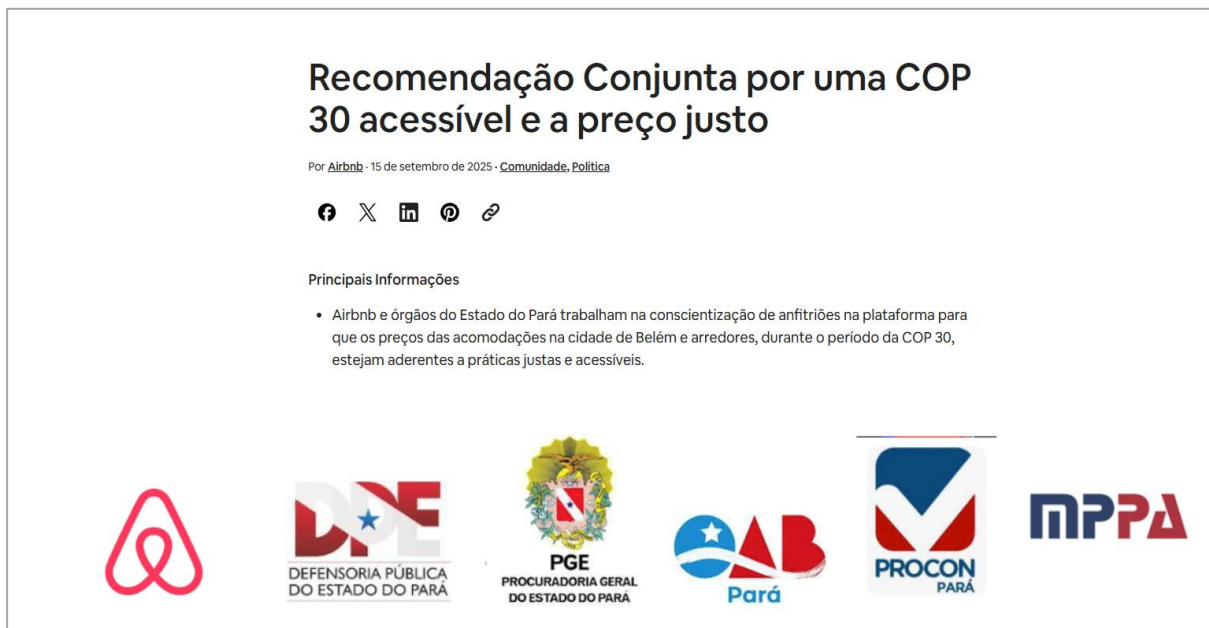 Recomendação Conjunta por uma COP
30 acessível e a preço justo
Por Airbnb · 15 de setembro de 2025 · Comunidade, Política
Principais Informações
• Airbnb e órgãos do Estado do Pará trabalham na conscientização de anfitriões na plataforma para
que os preços das acomodações na cidade de Belém e arredores, durante o período da COP 30,
estejam aderentes a práticas justas e acessíveis.
DPE
DEFENSORIA PÚBLICA
DO ESTADO DO PARÁ
PGE
PROCURADORIA GERAL
DO ESTADO DO PARÁ
OAB
Pará
PROCON
PARÁ
MPPA